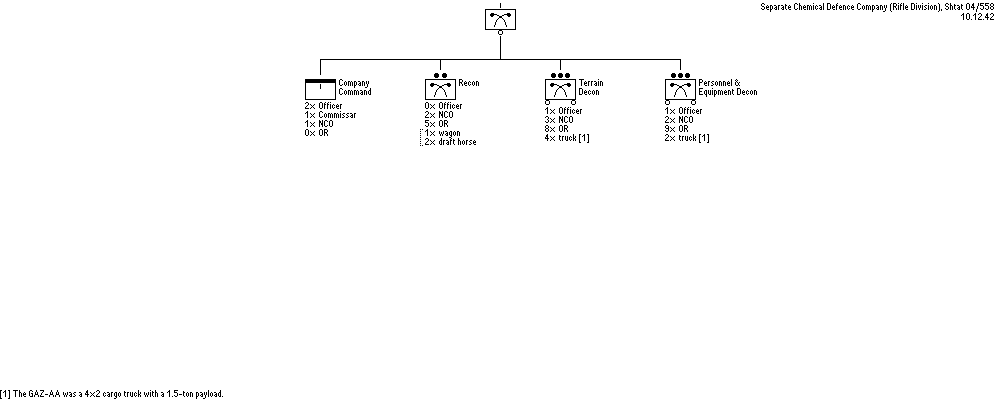 Separate Chemical Defence Company (Rifle Division), Shtat 04/558
10.12.42
Company
Command
2× Officer
1× Commissar
1× NCO
0× OR
Recon
0× Officer
2× NCO
5× OR
1× wagon
2× draft horse
Terrain
Decon
1× Officer
3× NCO
8× OR
4× truck [1]
Personnel &
Equipment Decon
1× Officer
2× NCO
9× OR
2× truck [1]
[1] The GAZ-AA was a 4×2 cargo truck with a 1.5-ton payload.